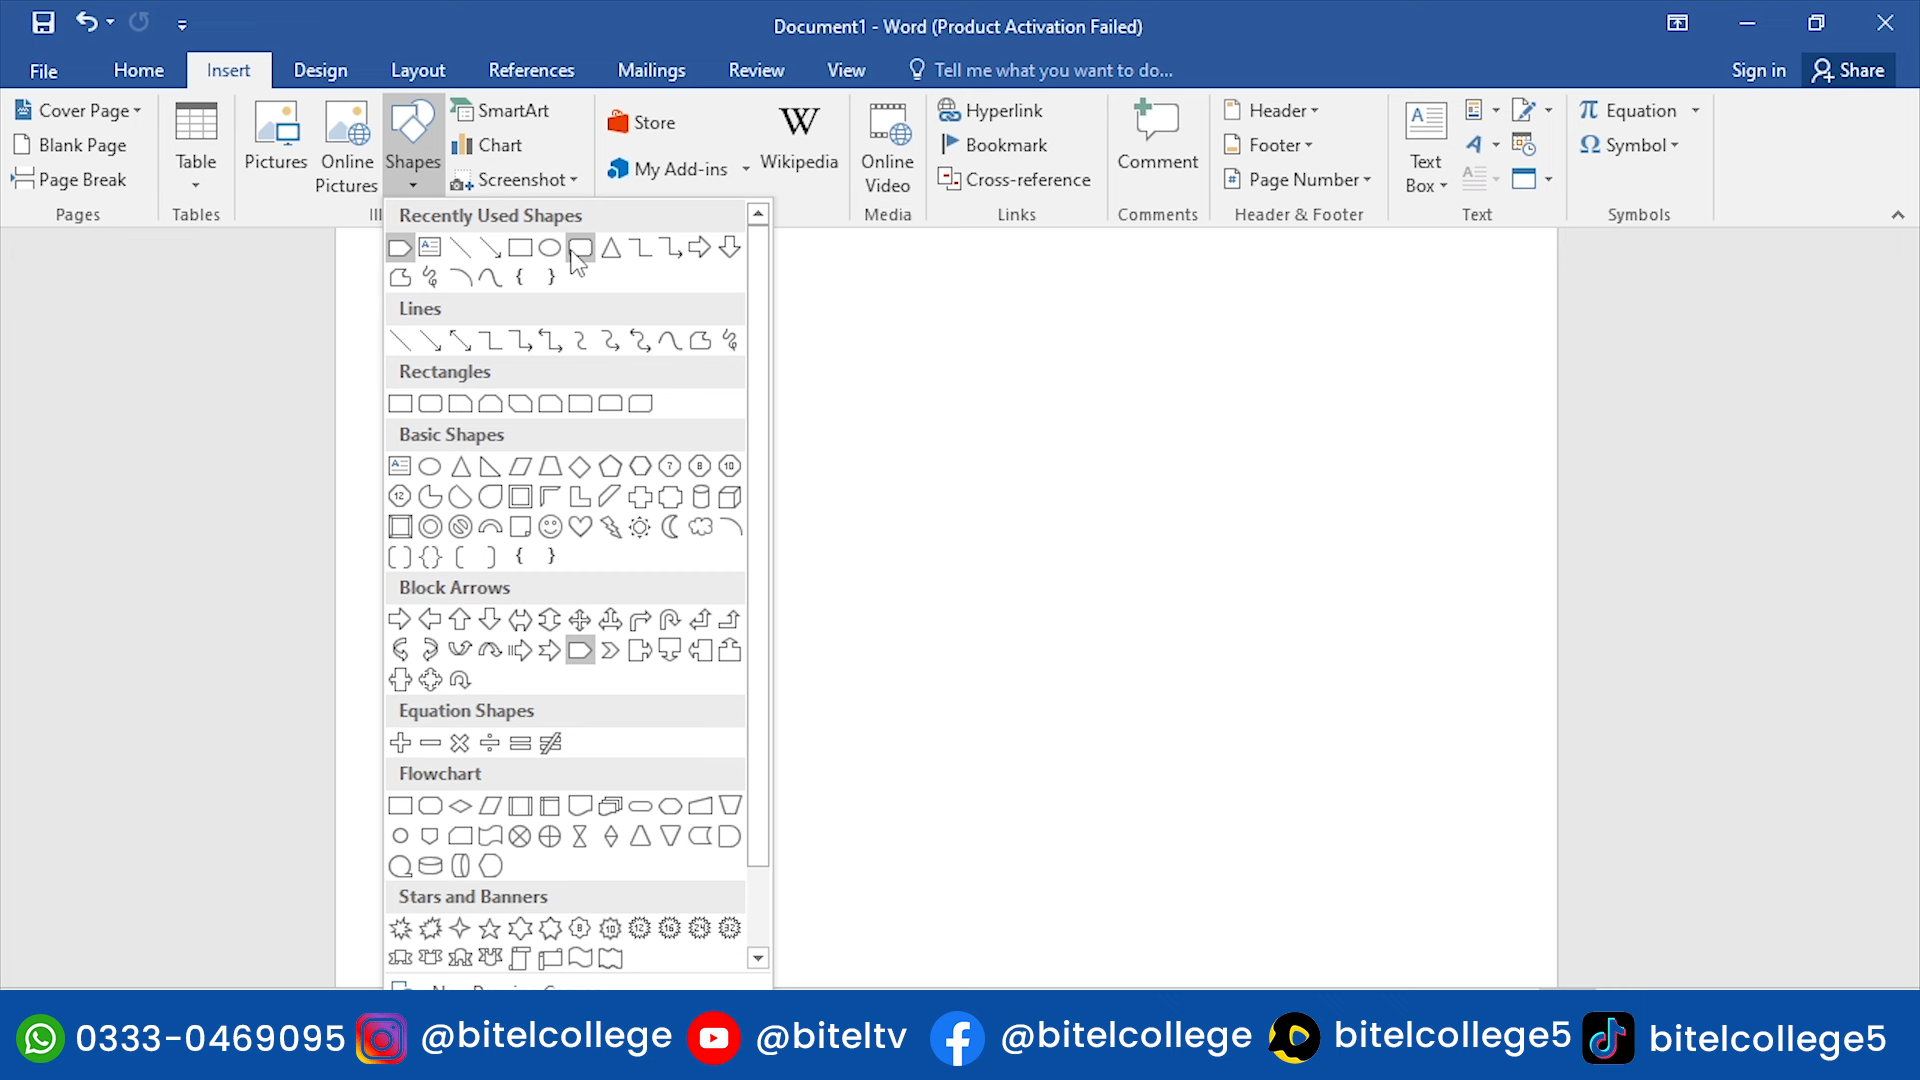 Document1 - Word (Product Activation Failed)
File Home Insert Design Layout References Mailings Review View Tell me what you want to do... Sign in Share
Cover Page
Blank Page
Page Break
Pages
Table
Tables
Pictures
Online Pictures
Shapes
SmartArt
Chart
Screenshot
Store
My Add-ins
Wikipedia
Online Video
Media
Hyperlink
Bookmark
Cross-reference
Links
Comment
Comments
Header
Footer
Page Number
Header & Footer
Text Box
Text
Equation
Symbol
Symbols
Recently Used Shapes
Lines
Rectangles
Basic Shapes
Block Arrows
Equation Shapes
Flowchart
Stars and Banners
0333-0469095 @bitelcollege @biteltv @bitelcollege bitelcollege5 bitelcollege5